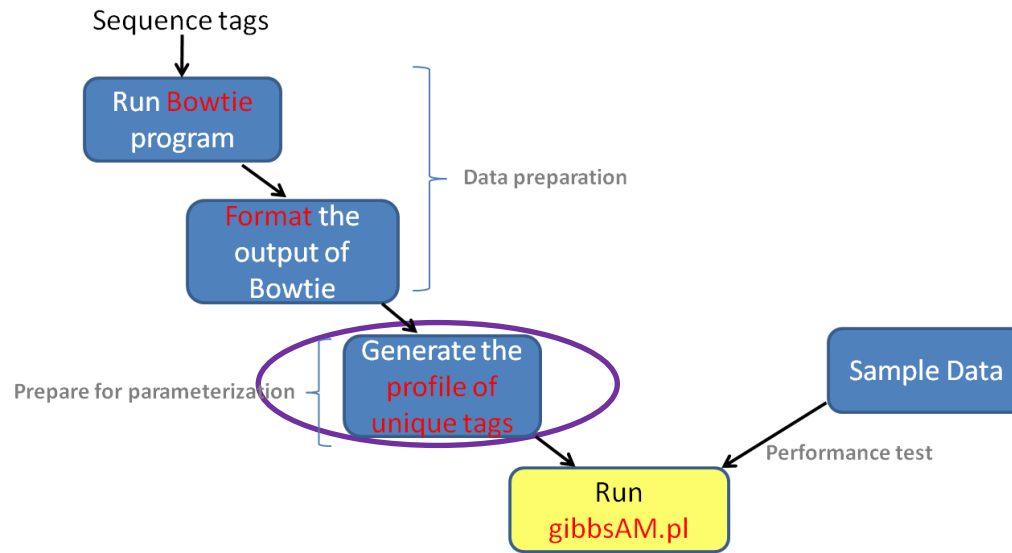 Sequence tags
Run Bowtie
program
Data preparation
Format the
output of
Bowtie
Generate the
profile of
unique tags
Prepare for parameterization
Sample Data
Performance test
Run
gibbsAM.pl